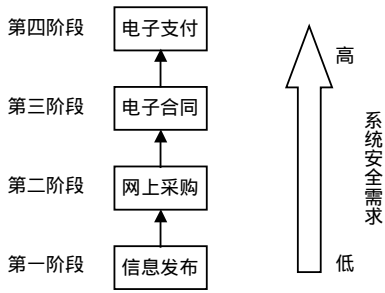 第四阶段 电子支付
高
第三阶段 电子合同
系统安全需求
第二阶段 网上采购
第一阶段 信息发布
低